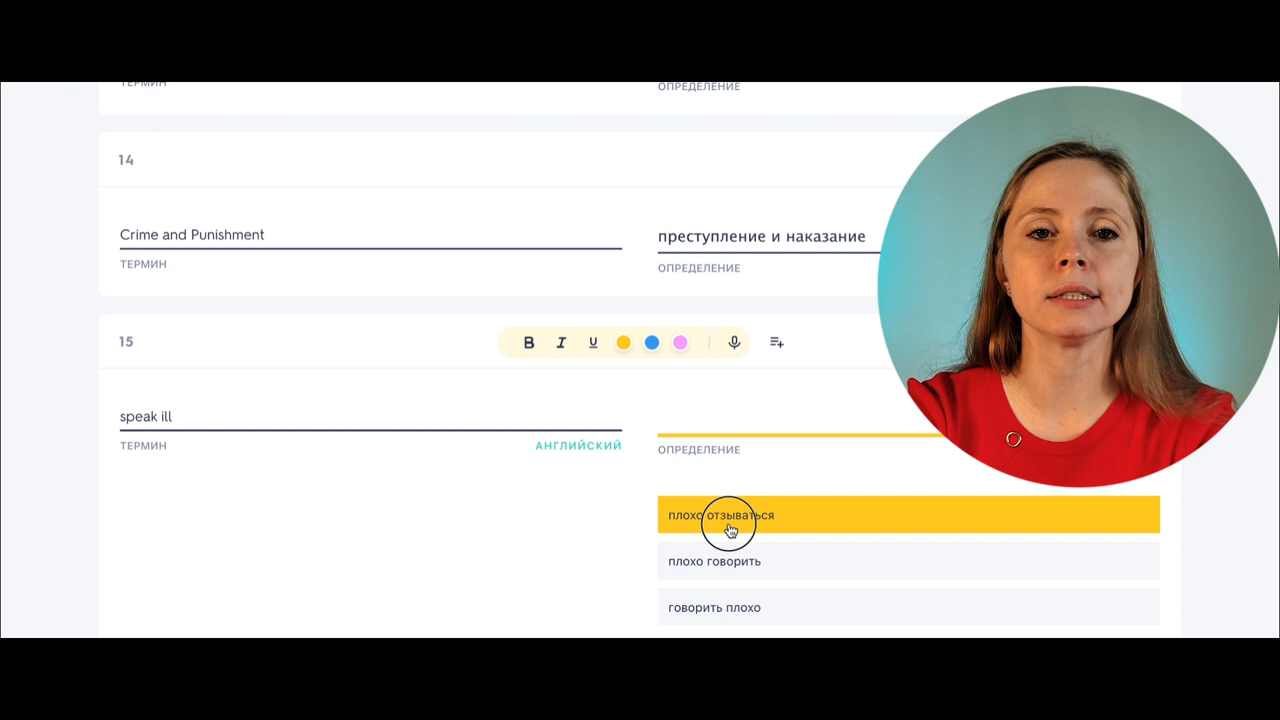 ТЕРМИН
ОПРЕДЕЛЕНИЕ
14
Crime and Punishment
преступление и наказание
ТЕРМИН
ОПРЕДЕЛЕНИЕ
15
B I U
speak ill
ТЕРМИН
АНГЛИЙСКИЙ
ОПРЕДЕЛЕНИЕ
плохо отзываться
плохо говорить
говорить плохо